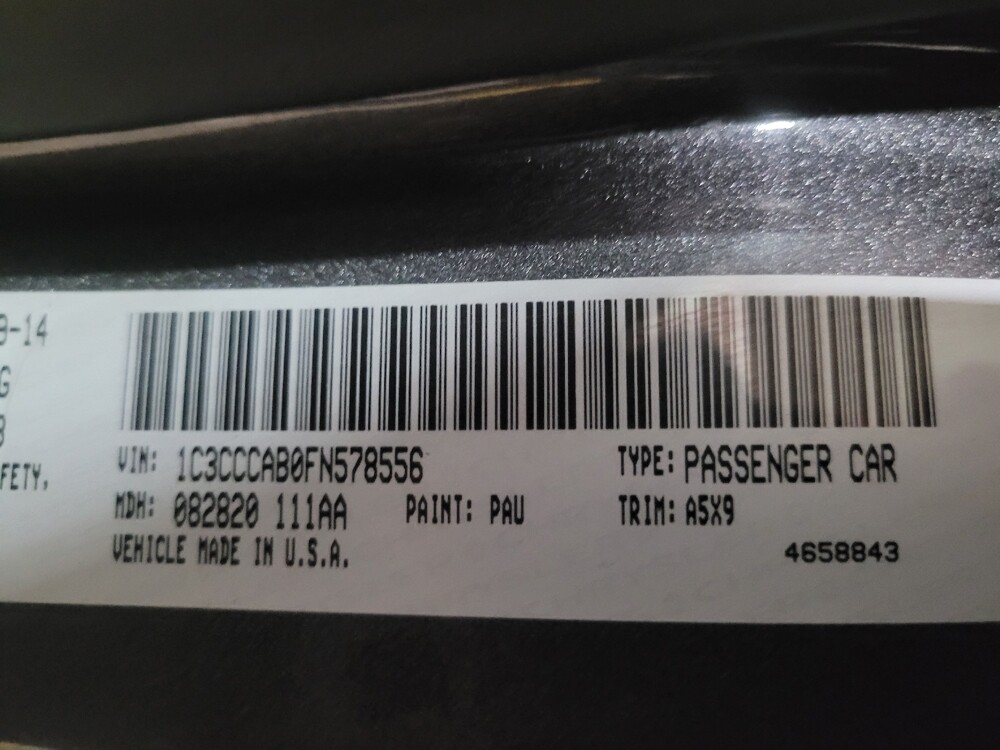 9-14
G
FETY,
VIN: 1C3CCCAB0FN578556 TYPE: PASSENGER CAR
MDH: 082820 111AA PAINT: PAU TRIM: A5X9
VEHICLE MADE IN U.S.A. 4658843